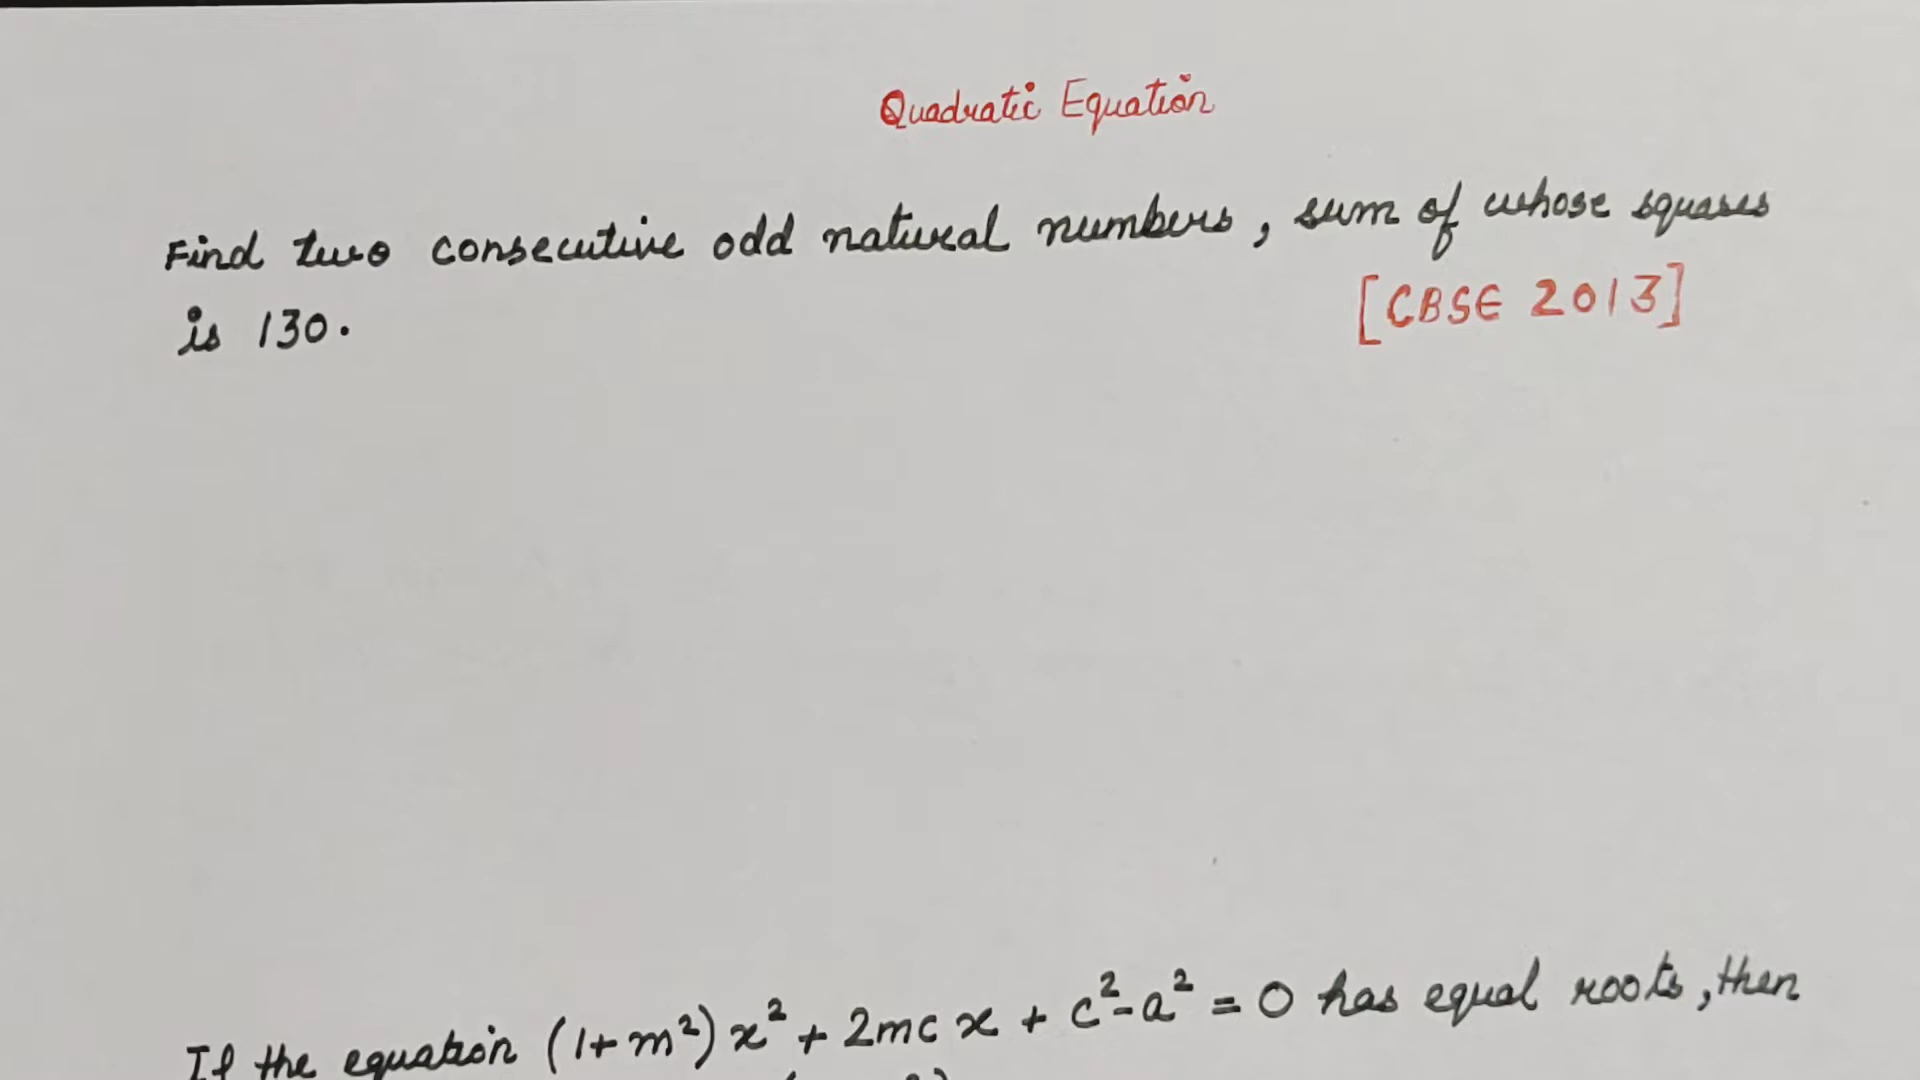 Quadratic Equation
Find two consecutive odd natural numbers, sum of whose squares
is 130.
[CBSE 2013]
If the equation (1+m²)x² + 2mcx + c²-a² = 0 has equal roots, then